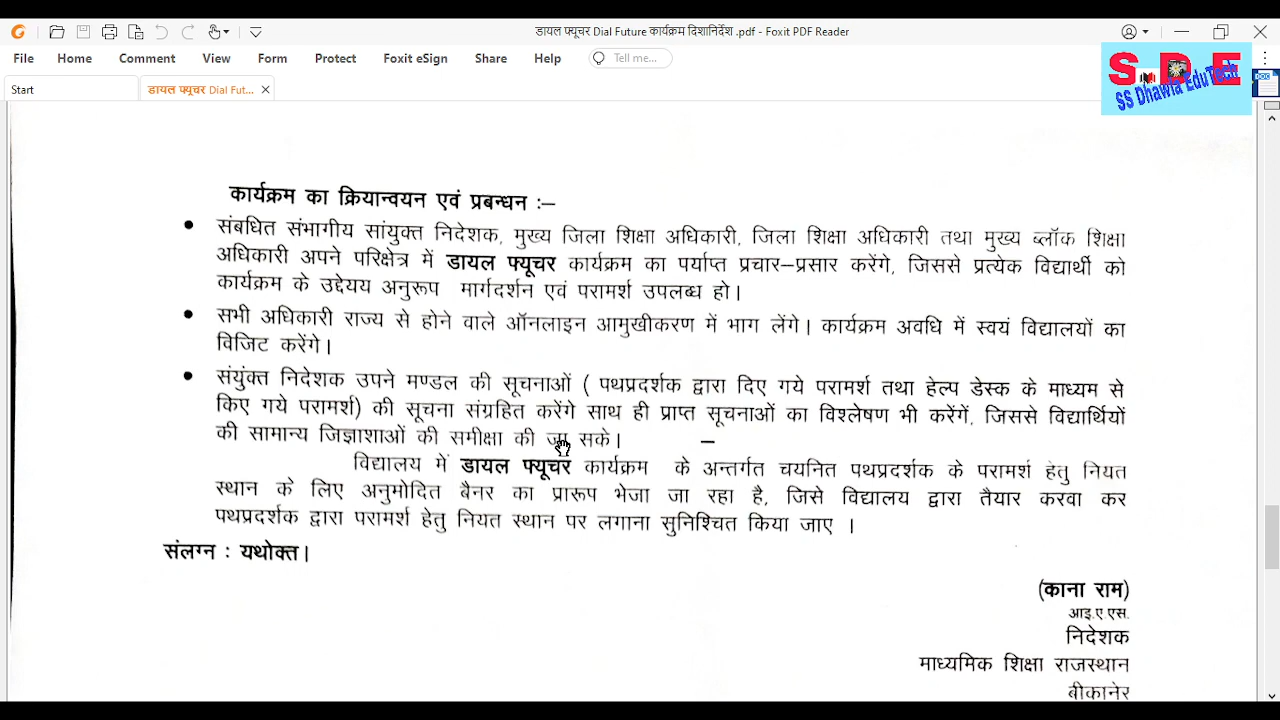 डायल फ्यूचर Dial Future कार्यक्रम दिशानिर्देश .pdf - Foxit PDF Reader
File Home Comment View Form Protect Foxit eSign Share Help Tell me...
Start डायल फ्यूचर Dial Fut...
S D E
SS Dhawla EduTech
DOC
कार्यक्रम का क्रियान्वयन एवं प्रबन्धन :–
• संबधित संभागीय सांयुक्त निदेशक, मुख्य जिला शिक्षा अधिकारी, जिला शिक्षा अधिकारी तथा मुख्य ब्लॉक शिक्षा
अधिकारी अपने परिक्षेत्र में डायल फ्यूचर कार्यक्रम का पर्याप्त प्रचार–प्रसार करेंगे, जिससे प्रत्येक विद्यार्थी को
कार्यक्रम के उद्देयय अनुरूप मार्गदर्शन एवं परामर्श उपलब्ध हो।
• सभी अधिकारी राज्य से होने वाले ऑनलाइन आमुखीकरण में भाग लेंगे। कार्यक्रम अवधि में स्वयं विद्यालयों का
विजिट करेंगे।
• संयुंक्त निदेशक उपने मण्डल की सूचनाओं ( पथप्रदर्शक द्वारा दिए गये परामर्श तथा हेल्प डेस्क के माध्यम से
किए गये परामर्श) की सूचना संग्रहित करेंगे साथ ही प्राप्त सूचनाओं का विश्लेषण भी करेंगें, जिससे विद्यार्थियों
की सामान्य जिज्ञाशाओं की समीक्षा की जा सके। –
विद्यालय में डायल फ्यूचर कार्यक्रम के अन्तर्गत चयनित पथप्रदर्शक के परामर्श हेतु नियत
स्थान के लिए अनुमोदित बैनर का प्रारूप भेजा जा रहा है, जिसे विद्यालय द्वारा तैयार करवा कर
पथप्रदर्शक द्वारा परामर्श हेतु नियत स्थान पर लगाना सुनिश्चित किया जाए ।
संलग्न : यथोक्त।
(काना राम)
आइ.ए एस.
निदेशक
माध्यमिक शिक्षा राजस्थान
बीकानेर